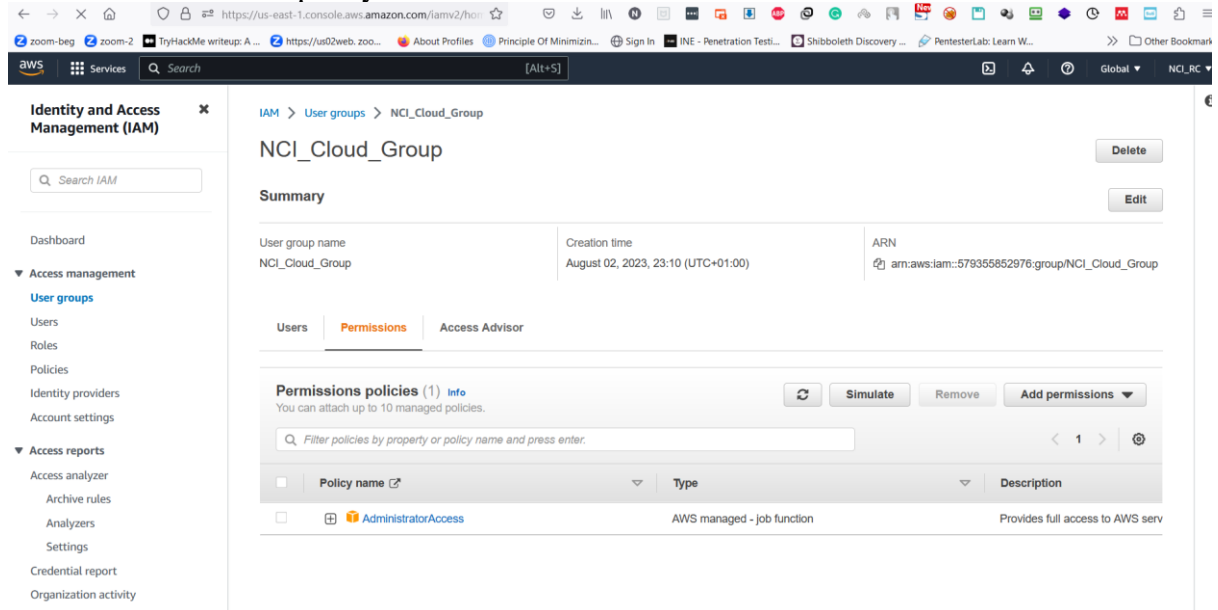 https://us-east-1.console.aws.amazon.com/iamv2/hor
zoom-beg zoom-2 TryHackMe writeup: A ... https://us02web. zoo... About Profiles Principle Of Minimizin... Sign In INE - Penetration Testi... Shibboleth Discovery ... PentesterLab: Learn W... Other Bookmark
aws Services Search [Alt+S] Global NCI_RC
Identity and Access
Management (IAM)
Search IAM
Dashboard
Access management
User groups
Users
Roles
Policies
Identity providers
Account settings
Access reports
Access analyzer
Archive rules
Analyzers
Settings
Credential report
Organization activity
IAM > User groups > NCI_Cloud_Group
NCI_Cloud_Group Delete
Summary Edit
User group name Creation time ARN
NCI_Cloud_Group August 02, 2023, 23:10 (UTC+01:00) arn:aws:iam::579355852976:group/NCI_Cloud_Group
Users Permissions Access Advisor
Permissions policies (1) Info Simulate Remove Add permissions
You can attach up to 10 managed policies.
Filter policies by property or policy name and press enter. 1
Policy name Type Description
AdministratorAccess AWS managed - job function Provides full access to AWS serv